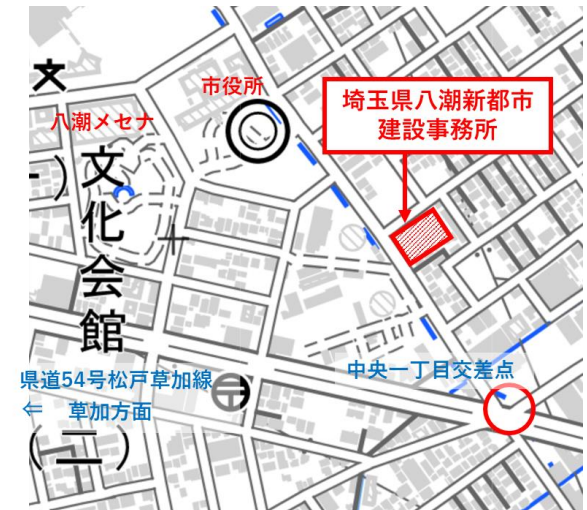 市役所
埼玉県八潮新都市
建設事務所
八潮メセナ
文化会館
県道54号松戸草加線
⇐ 草加方面
中央一丁目交差点
(二)